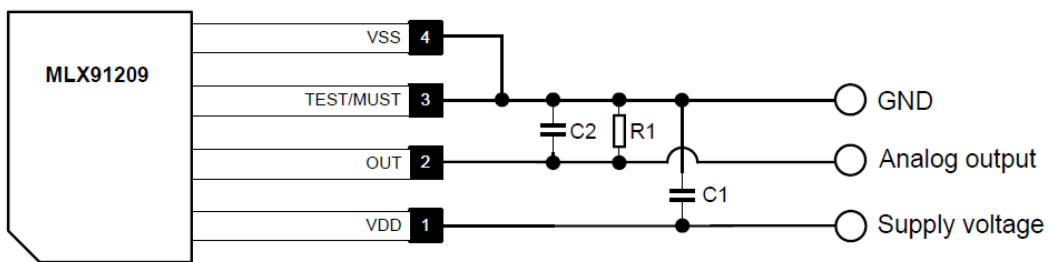 MLX91209
VSS 4
TEST/MUST 3
OUT 2
VDD 1
C2
R1
C1
GND
Analog output
Supply voltage